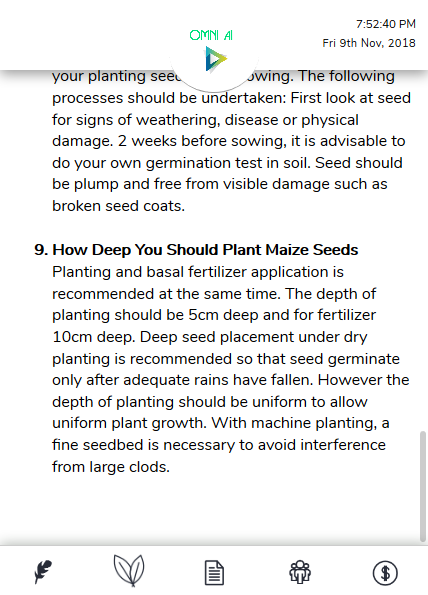 OMNI AI
7:52:40 PM
Fri 9th Nov, 2018
your planting seed owing. The following
processes should be undertaken: First look at seed
for signs of weathering, disease or physical
damage. 2 weeks before sowing, it is advisable to
do your own germination test in soil. Seed should
be plump and free from visible damage such as
broken seed coats.
9. How Deep You Should Plant Maize Seeds
Planting and basal fertilizer application is
recommended at the same time. The depth of
planting should be 5cm deep and for fertilizer
10cm deep. Deep seed placement under dry
planting is recommended so that seed germinate
only after adequate rains have fallen. However the
depth of planting should be uniform to allow
uniform plant growth. With machine planting, a
fine seedbed is necessary to avoid interference
from large clods.